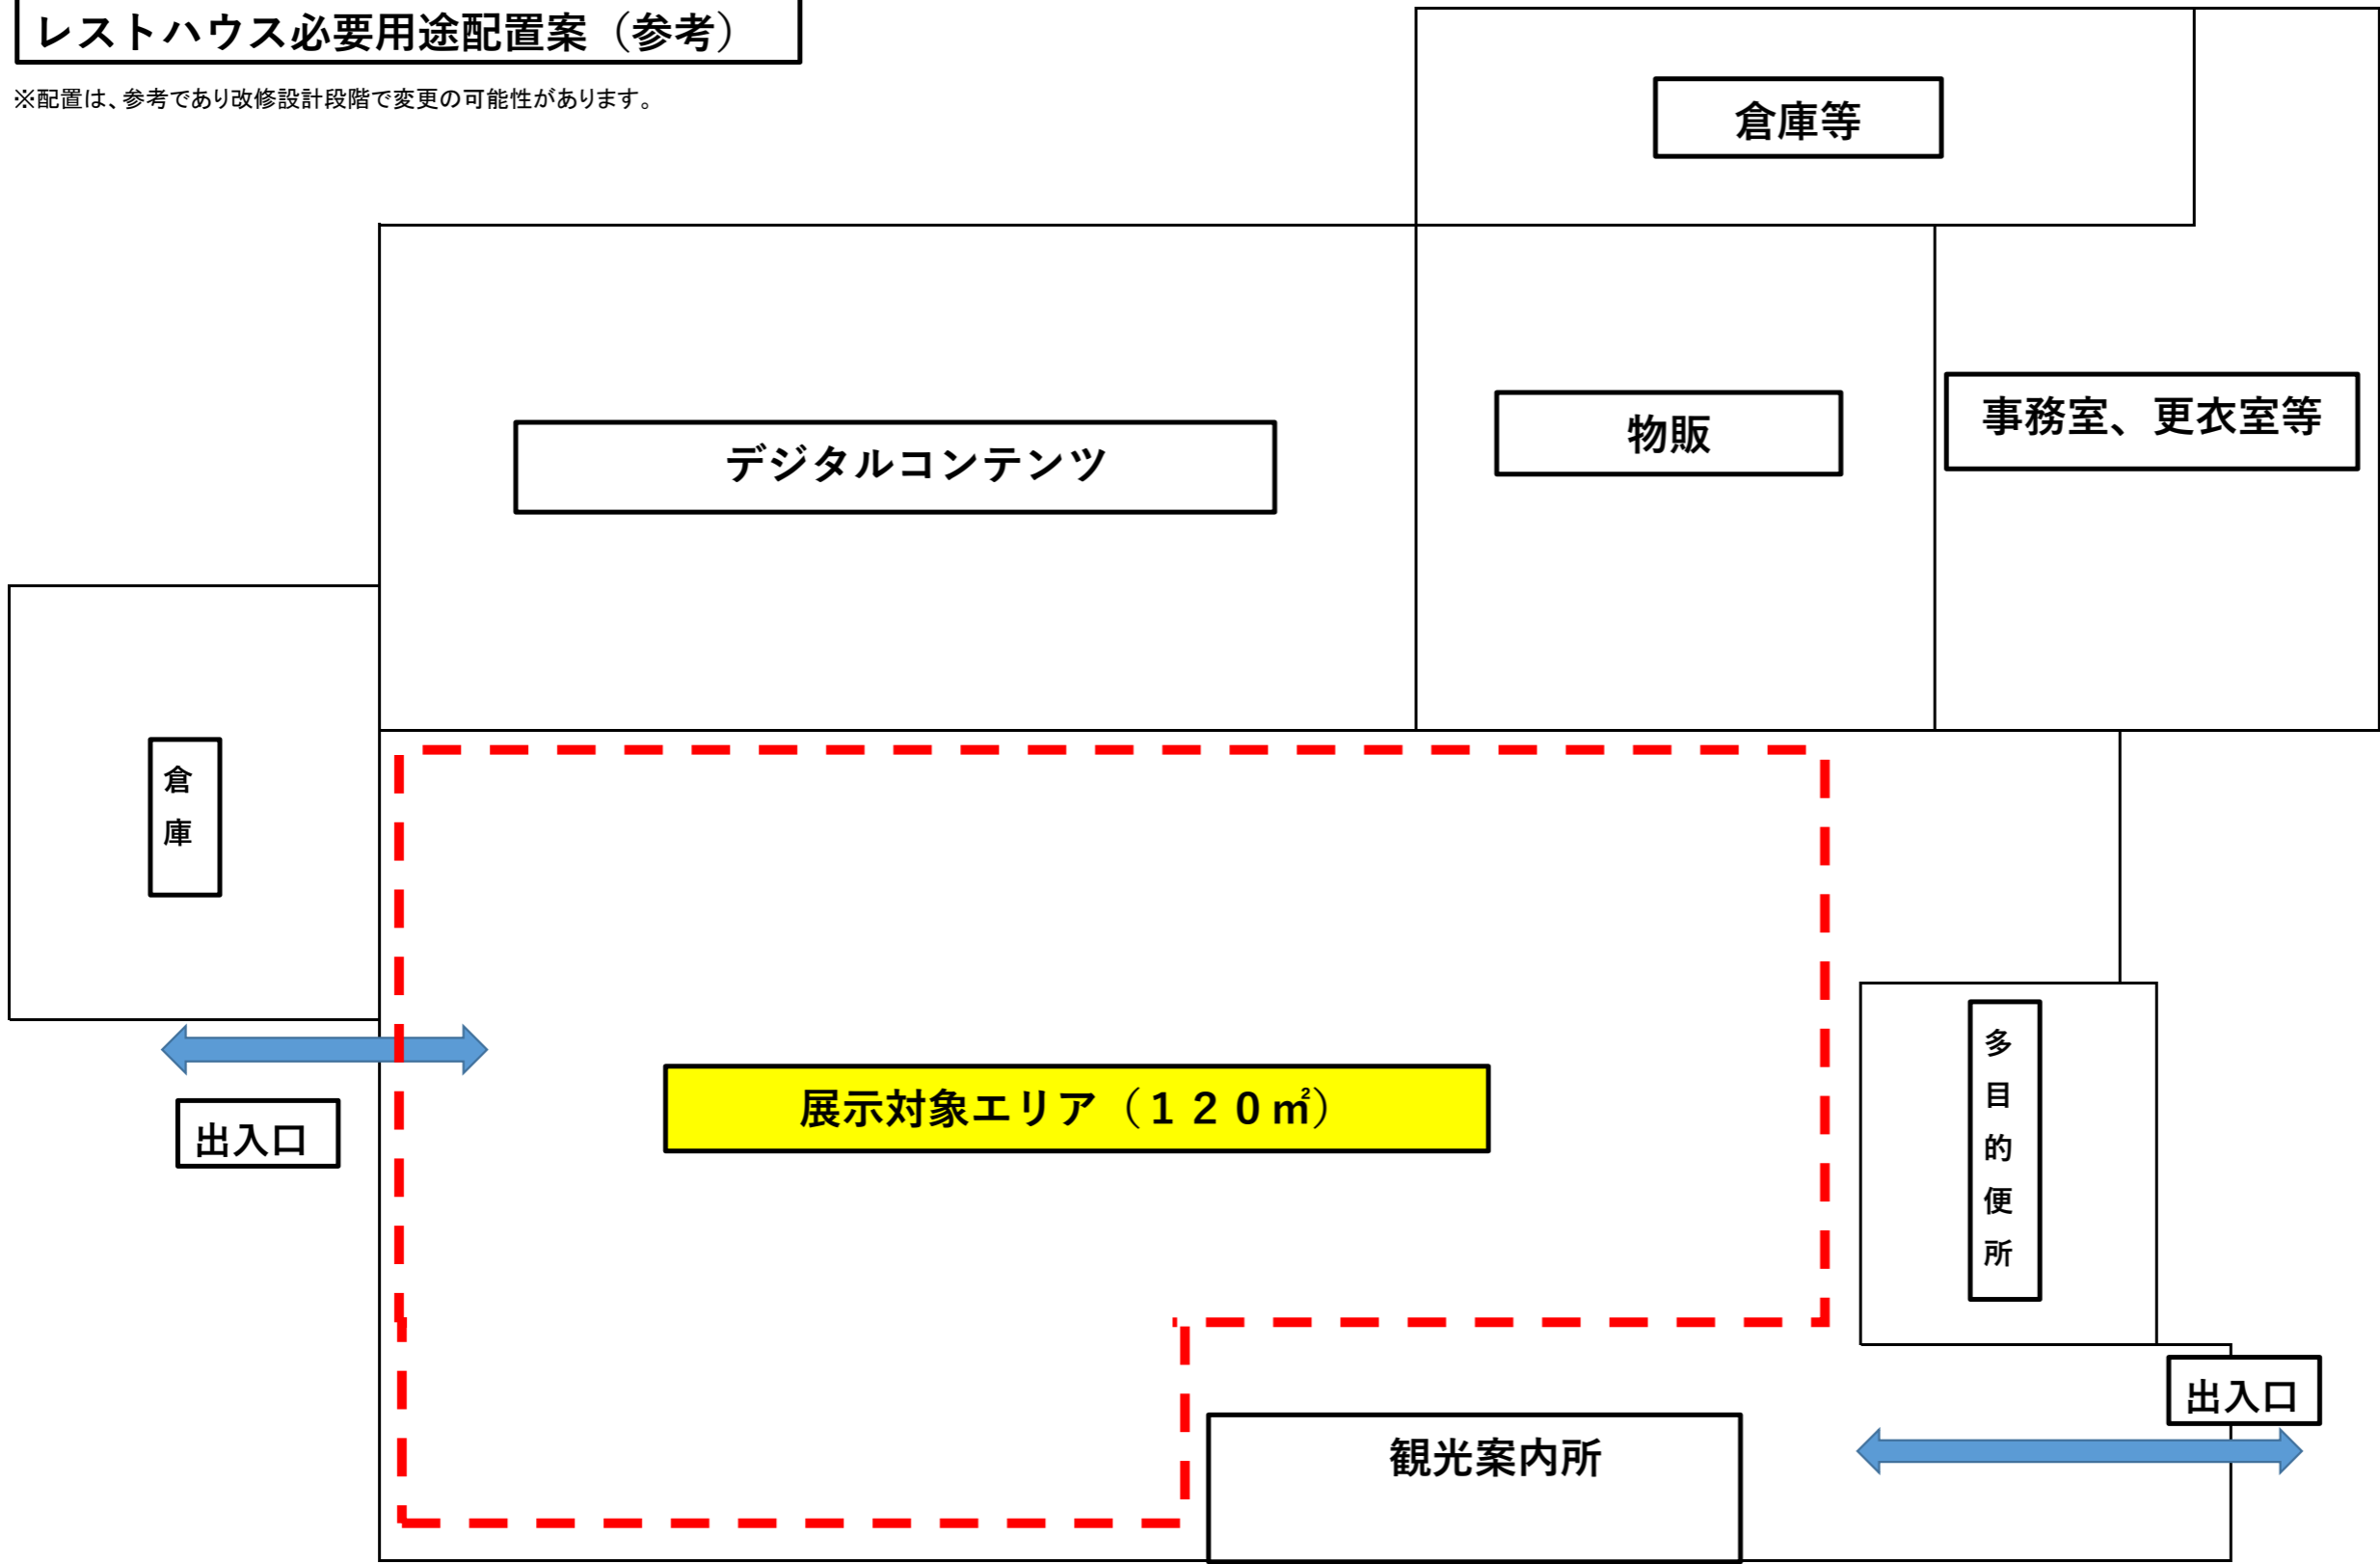 レストハウス必要用途配置案（参考）
※配置は、参考であり改修設計段階で変更の可能性があります。
倉庫等
デジタルコンテンツ
物販
事務室、更衣室等
倉庫
展示対象エリア（１２０㎡）
出入口
多目的便所
出入口
観光案内所